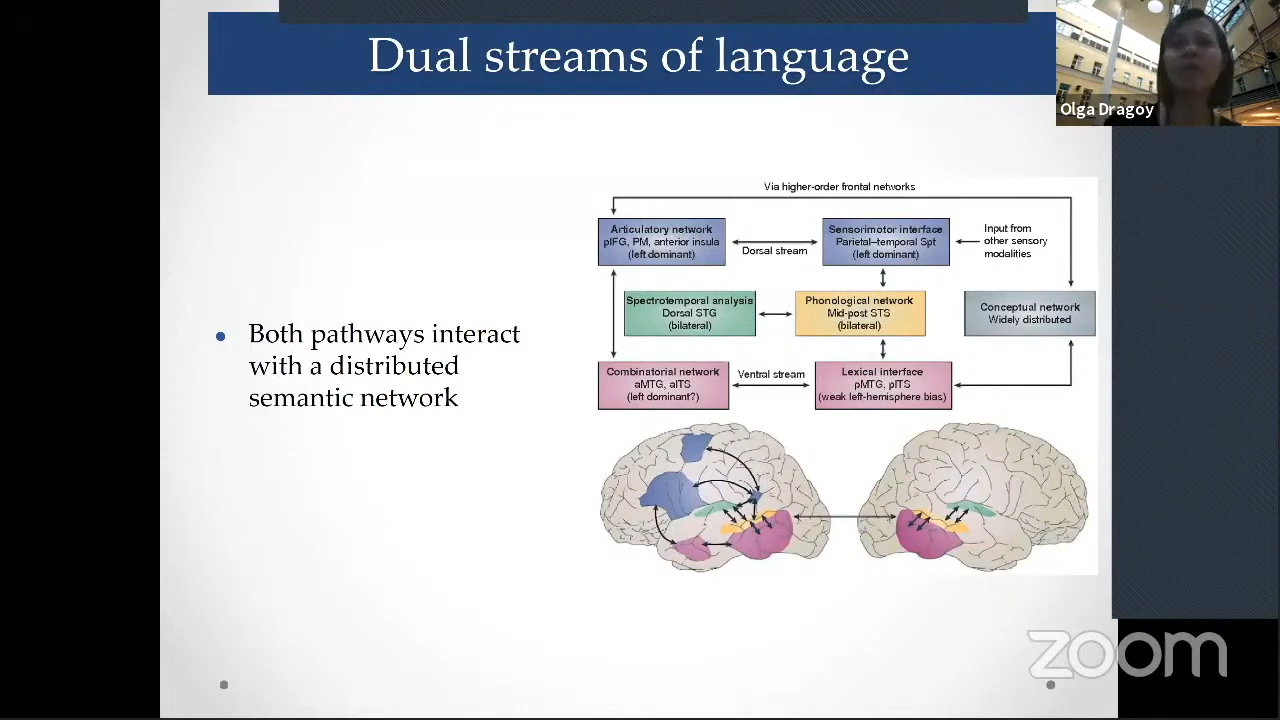 Dual streams of language
Olga Dragoy
Both pathways interact
with a distributed
semantic network
Via higher-order frontal networks
Articulatory network
pIFG, PM, anterior insula
(left dominant)
Dorsal stream
Sensorimotor interface
Parietal–temporal Spt
(left dominant)
Input from
other sensory
modalities
Spectrotemporal analysis
Dorsal STG
(bilateral)
Phonological network
Mid-post STS
(bilateral)
Conceptual network
Widely distributed
Combinatorial network
aMTG, aITS
(left dominant?)
Ventral stream
Lexical interface
pMTG, pITS
(weak left-hemisphere bias)
zoom